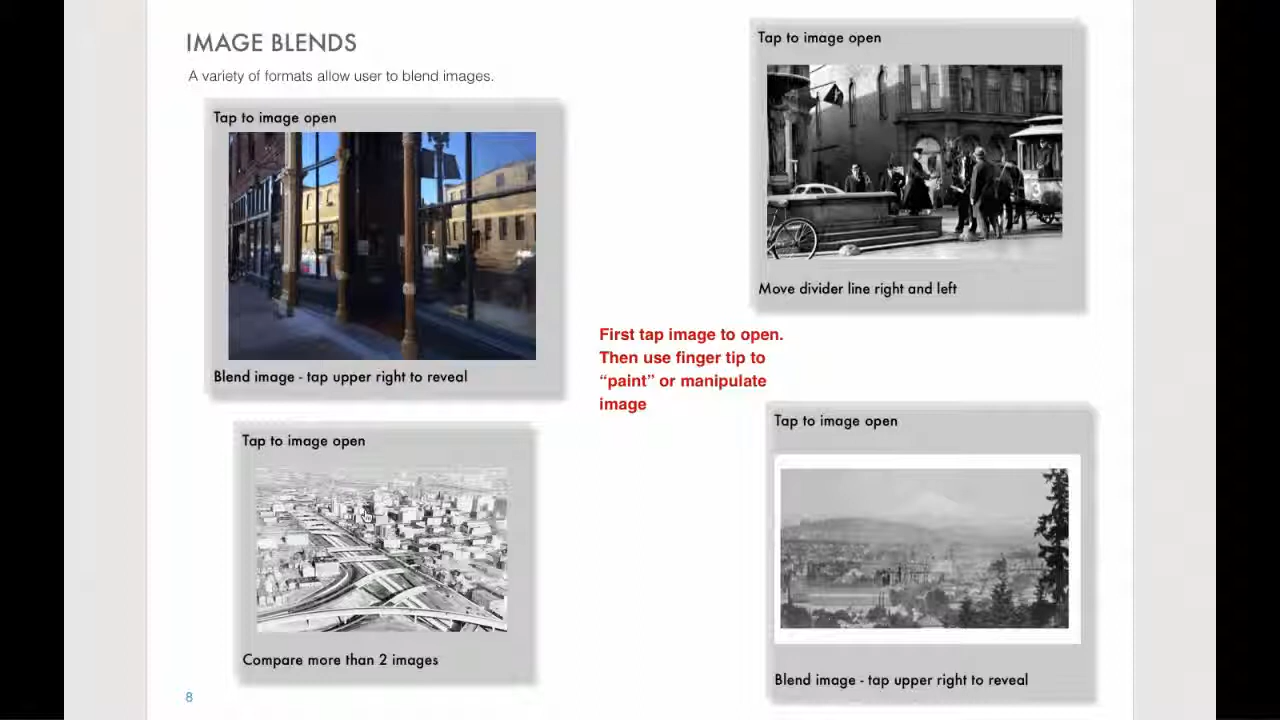 IMAGE BLENDS
A variety of formats allow user to blend images.
Tap to image open
Blend image - tap upper right to reveal
Tap to image open
Move divider line right and left
First tap image to open.
Then use finger tip to
“paint” or manipulate
image
Tap to image open
Compare more than 2 images
Tap to image open
Blend image - tap upper right to reveal
8